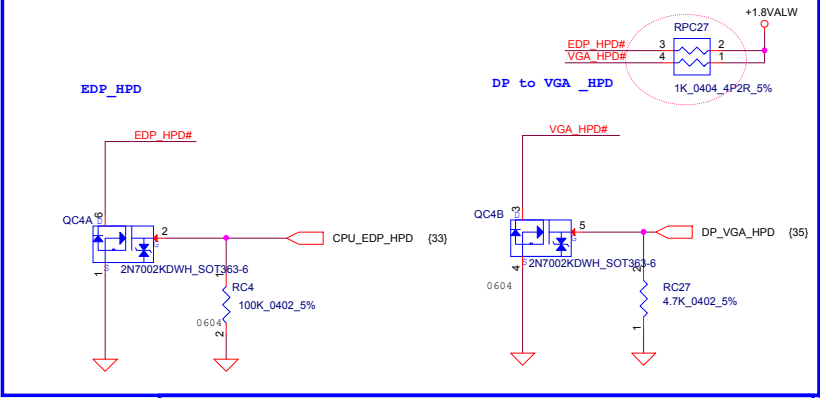 +1.8VALW
RPC27
EDP_HPD# 3 2
VGA_HPD# 4 1
1K_0404_4P2R_5%
EDP_HPD
DP to VGA _HPD
EDP_HPD#
VGA_HPD#
QC4A 6 D
2 G
1 S
2N7002KDWH_SOT363-6
CPU_EDP_HPD {33}
1
RC4
100K_0402_5%
0604
2
QC4B 3 D
5 G
4 S
2N7002KDWH_SOT363-6
DP_VGA_HPD {35}
0604
2
RC27
4.7K_0402_5%
1